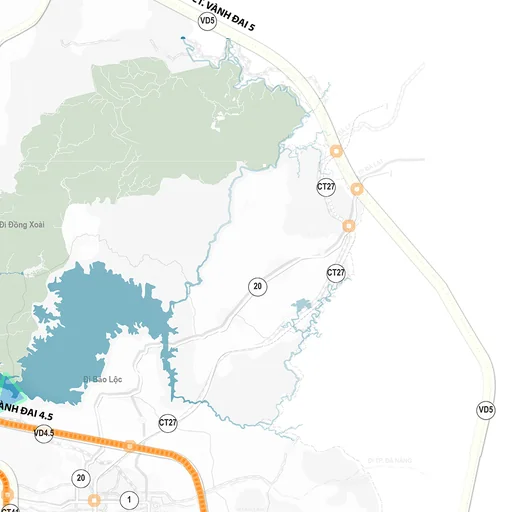 CT. VÀNH ĐAI 5
VD5
CT27
Đi Đồng Xoài
CT27
20
Đi Bảo Lộc
VD5
VÀNH ĐAI 4.5
CT27
VD4.5
20
1